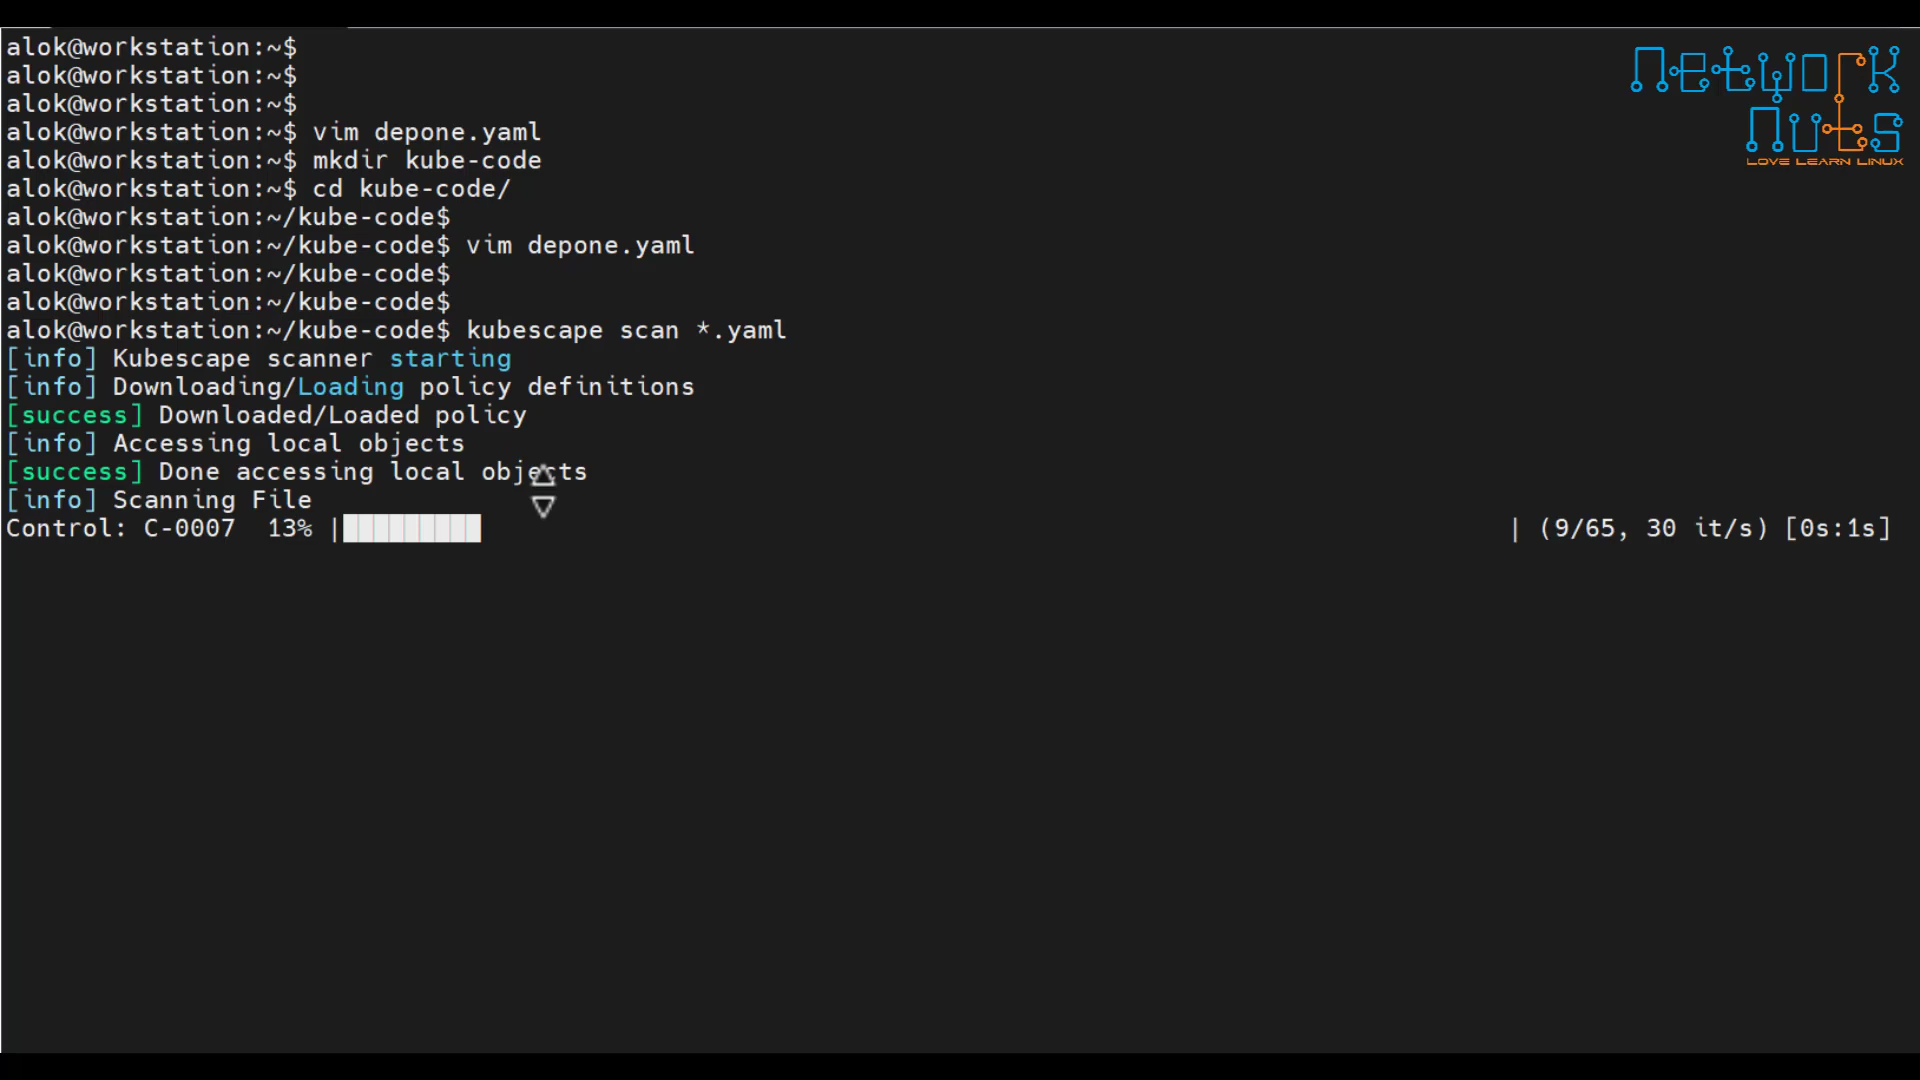 alok@workstation:~$
alok@workstation:~$
alok@workstation:~$
alok@workstation:~$ vim depone.yaml
alok@workstation:~$ mkdir kube-code
alok@workstation:~$ cd kube-code/
alok@workstation:~/kube-code$
alok@workstation:~/kube-code$ vim depone.yaml
alok@workstation:~/kube-code$
alok@workstation:~/kube-code$
alok@workstation:~/kube-code$ kubescape scan *.yaml
[info] Kubescape scanner starting
[info] Downloading/Loading policy definitions
[success] Downloaded/Loaded policy
[info] Accessing local objects
[success] Done accessing local objects
[info] Scanning File
Control: C-0007  13% |█████████ | (9/65, 30 it/s) [0s:1s]
Network
Nuts
LOVE LEARN LINUX